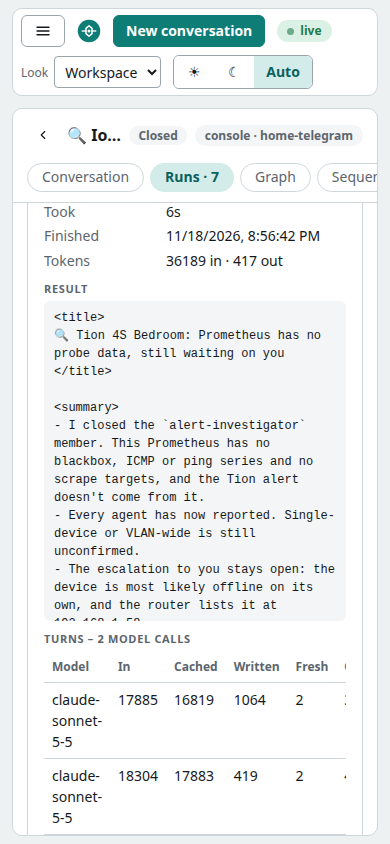 New conversation
live
Look
Workspace
Auto
🔍 Io...
Closed
console · home-telegram
Conversation
Runs · 7
Graph
Sequen
Took 6s
Finished 11/18/2026, 8:56:42 PM
Tokens 36189 in · 417 out
RESULT
<title>
🔍 Tion 4S Bedroom: Prometheus has no
probe data, still waiting on you
</title>
<summary>
- I closed the `alert-investigator`
member. This Prometheus has no
blackbox, ICMP or ping series and no
scrape targets, and the Tion alert
doesn't come from it.
- Every agent has now reported. Single-
device or VLAN-wide is still
unconfirmed.
- The escalation to you stays open: the
device is most likely offline on its
own, and the router lists it at
TURNS – 2 MODEL CALLS
Model In Cached Written Fresh
claude-
sonnet-
5-5
17885 16819 1064 2
claude-
sonnet-
5-5
18304 17883 419 2